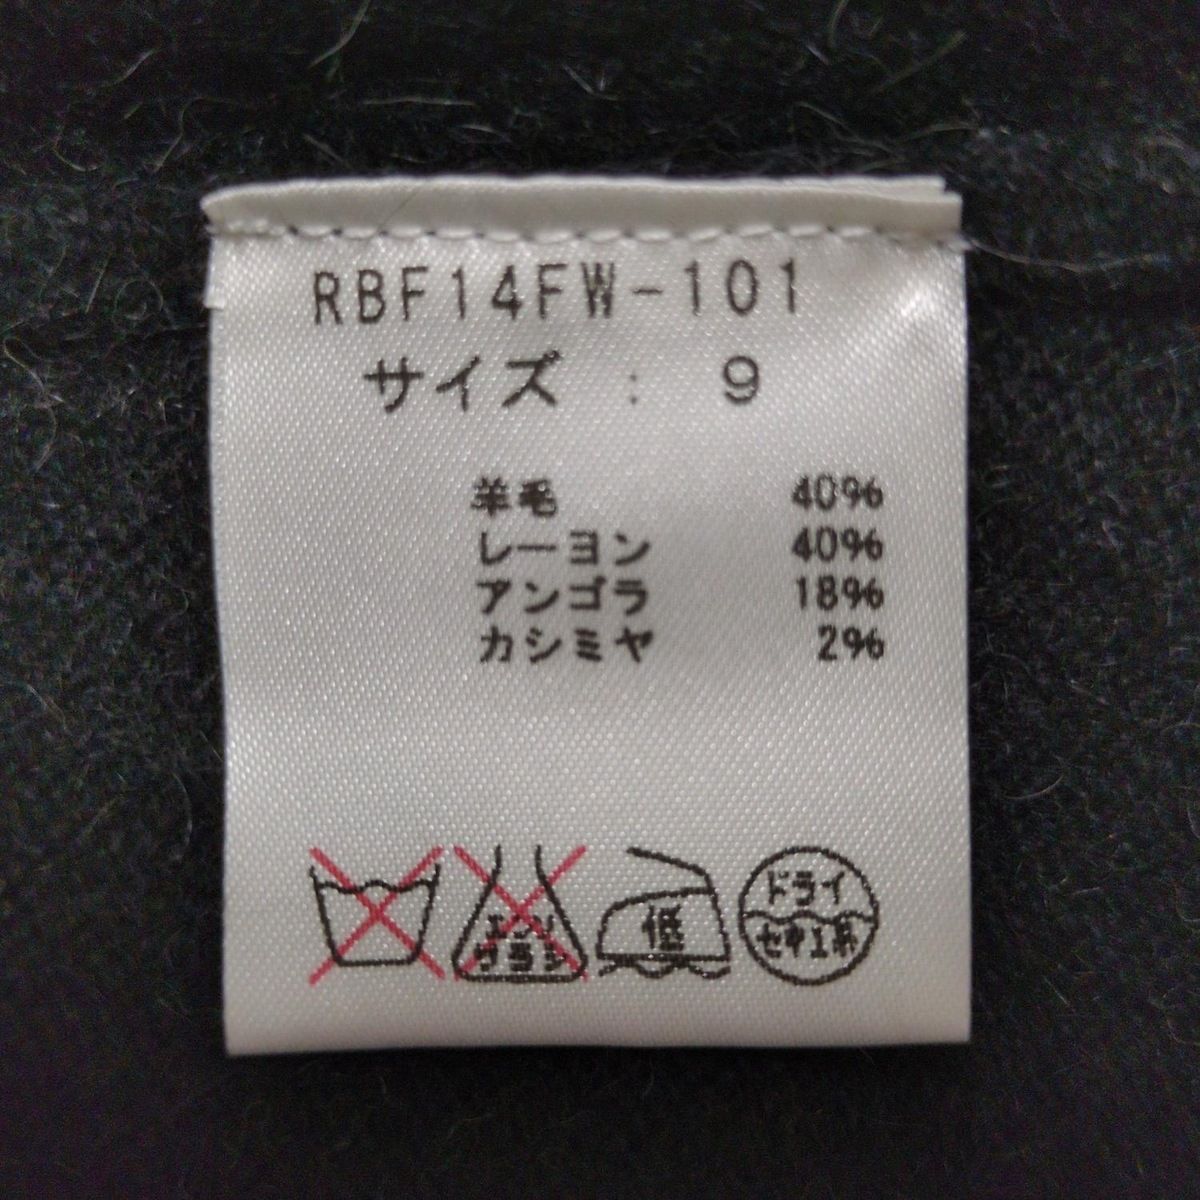 RBF14FW-101
サイズ : 9
羊毛 40%
レーヨン 40%
アンゴラ 18%
カシミヤ 2%
エンソ
サラシ
低
ドライ
セキユ系